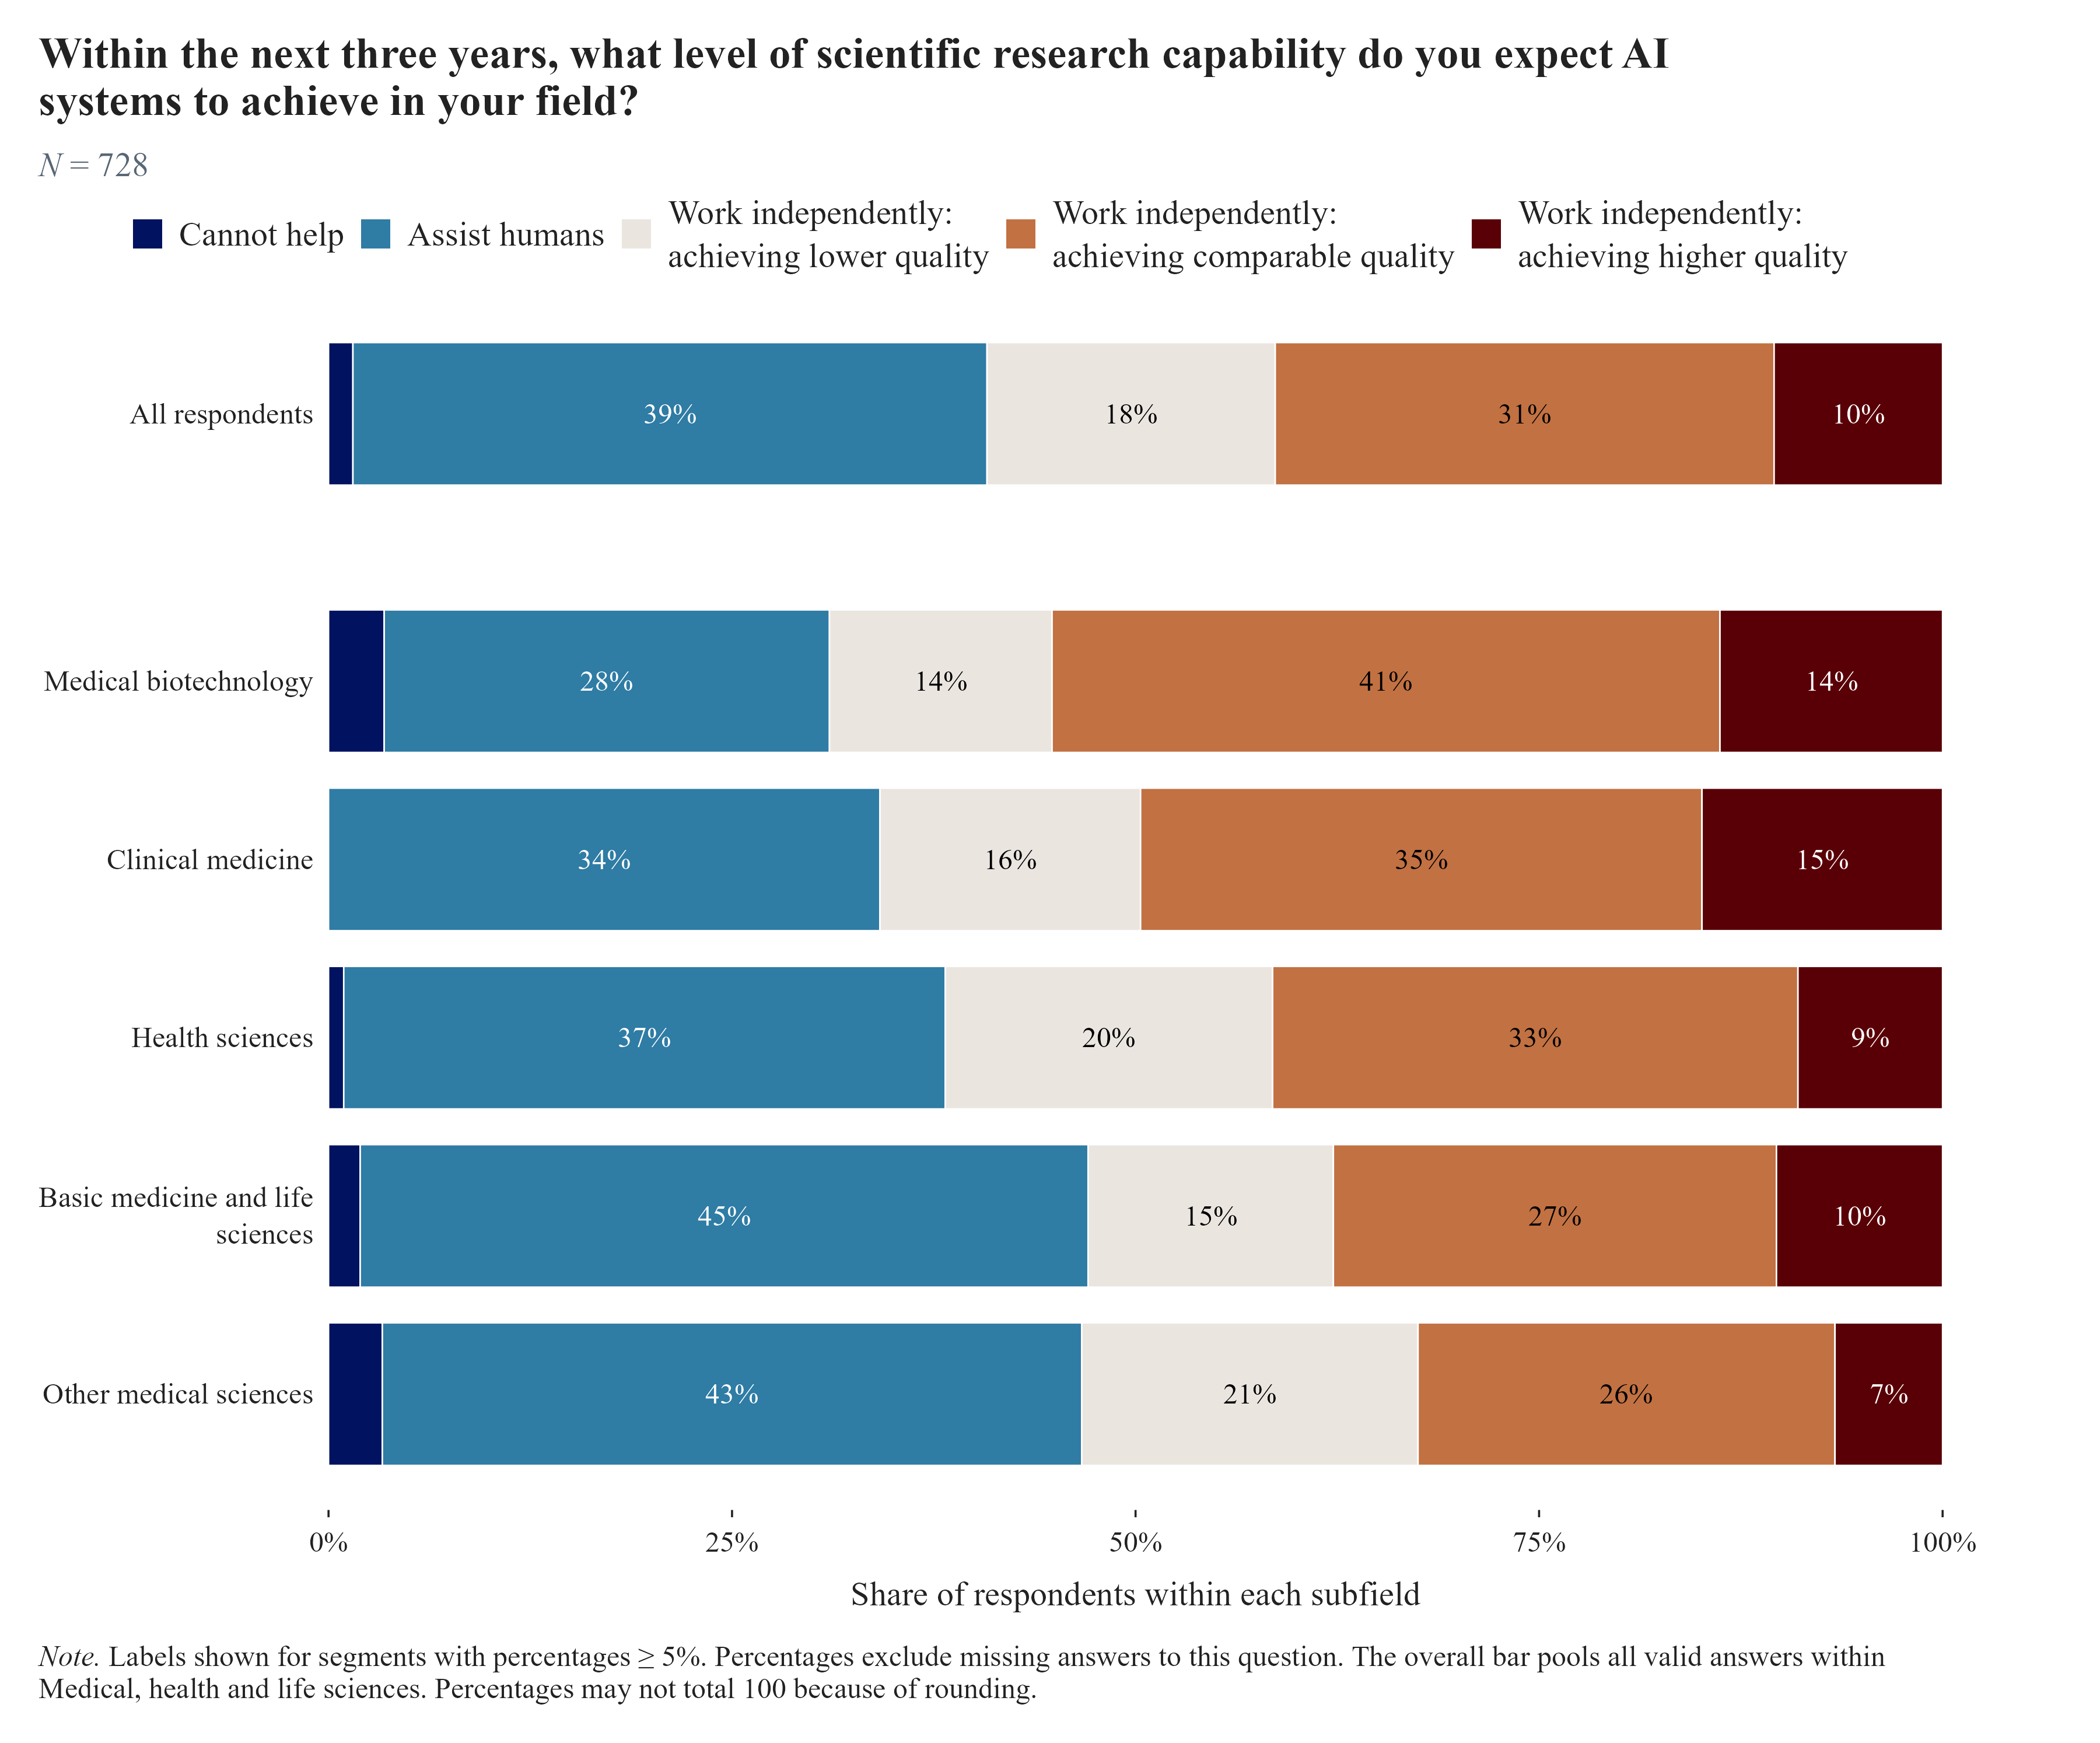 Within the next three years, what level of scientific research capability do you expect AI
systems to achieve in your field?
N = 728
Cannot help
Assist humans
Work independently:
achieving lower quality
Work independently:
achieving comparable quality
Work independently:
achieving higher quality
All respondents
39%
18%
31%
10%
Medical biotechnology
28%
14%
41%
14%
Clinical medicine
34%
16%
35%
15%
Health sciences
37%
20%
33%
9%
Basic medicine and life
sciences
45%
15%
27%
10%
Other medical sciences
43%
21%
26%
7%
0%
25%
50%
75%
100%
Share of respondents within each subfield
Note. Labels shown for segments with percentages ≥ 5%. Percentages exclude missing answers to this question. The overall bar pools all valid answers within
Medical, health and life sciences. Percentages may not total 100 because of rounding.